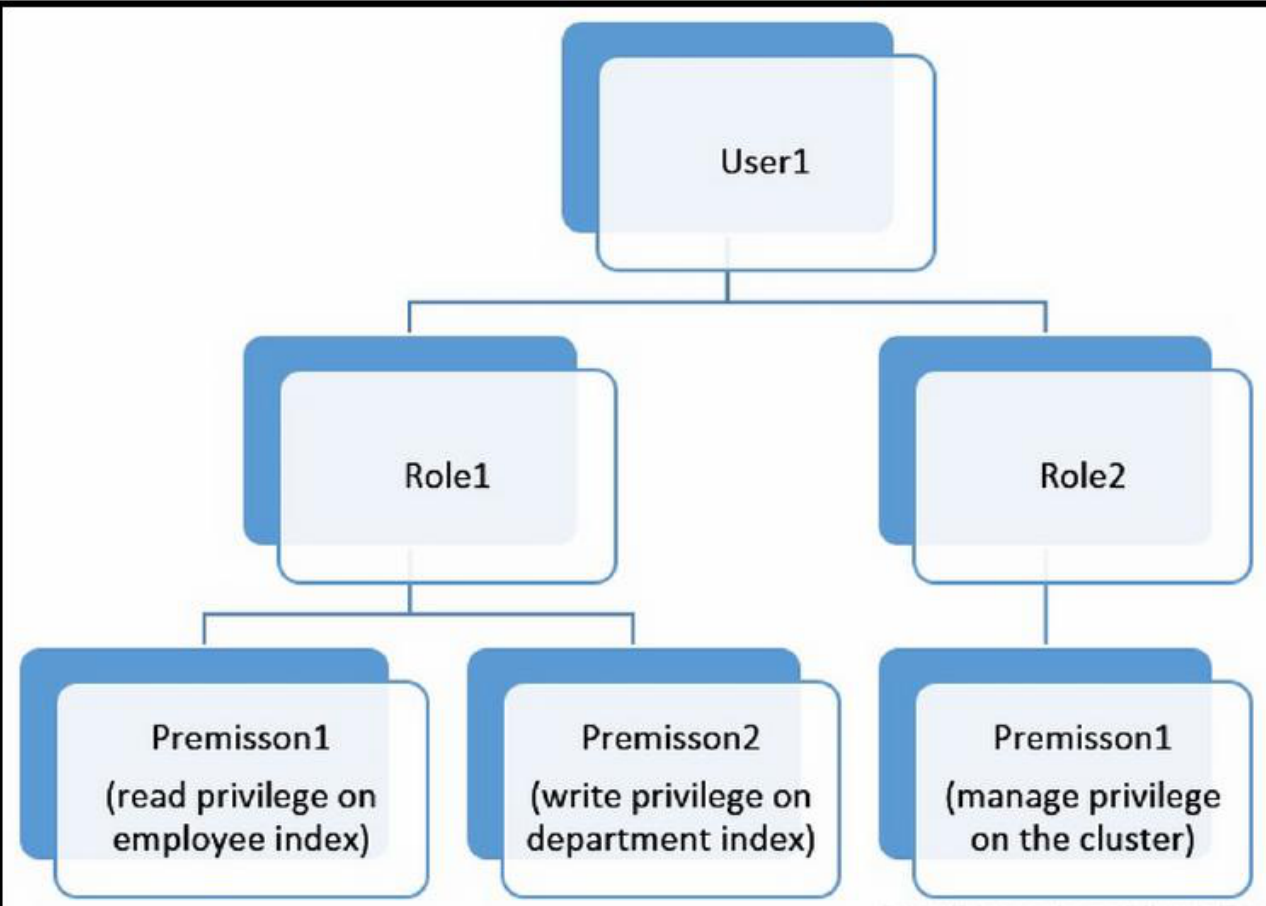 User1
Role1
Role2
Premisson1
(read privilege on
employee index)
Premisson2
(write privilege on
department index)
Premisson1
(manage privilege
on the cluster)